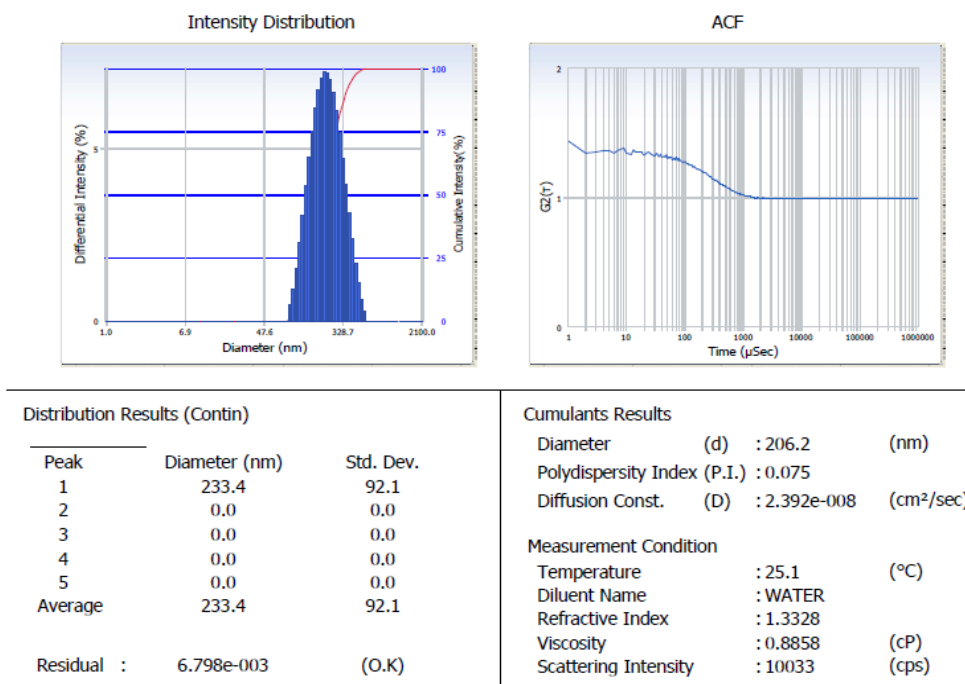 Intensity Distribution
Differential Intensity (%)
5
0
100
75
50
25
0
Cumulative Intensity(%)
1.0 6.9 47.6 328.7 2100.0
Diameter (nm)
ACF
G2(τ)
2
1
0
1 10 100 1000 10000 100000 1000000
Time (µSec)
Distribution Results (Contin)
Peak Diameter (nm) Std. Dev.
1 233.4 92.1
2 0.0 0.0
3 0.0 0.0
4 0.0 0.0
5 0.0 0.0
Average 233.4 92.1
Residual : 6.798e-003 (O.K)
Cumulants Results
Diameter (d) : 206.2 (nm)
Polydispersity Index (P.I.) : 0.075
Diffusion Const. (D) : 2.392e-008 (cm²/sec)
Measurement Condition
Temperature : 25.1 (°C)
Diluent Name : WATER
Refractive Index : 1.3328
Viscosity : 0.8858 (cP)
Scattering Intensity : 10033 (cps)